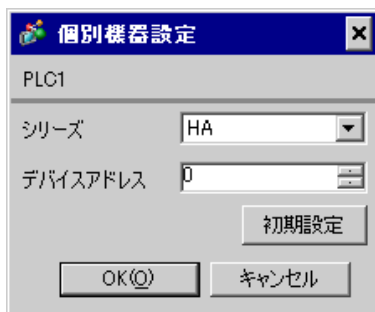 個別機器設定
PLC1
シリーズ HA
デバイスアドレス 0
初期設定
OK(O) キャンセル